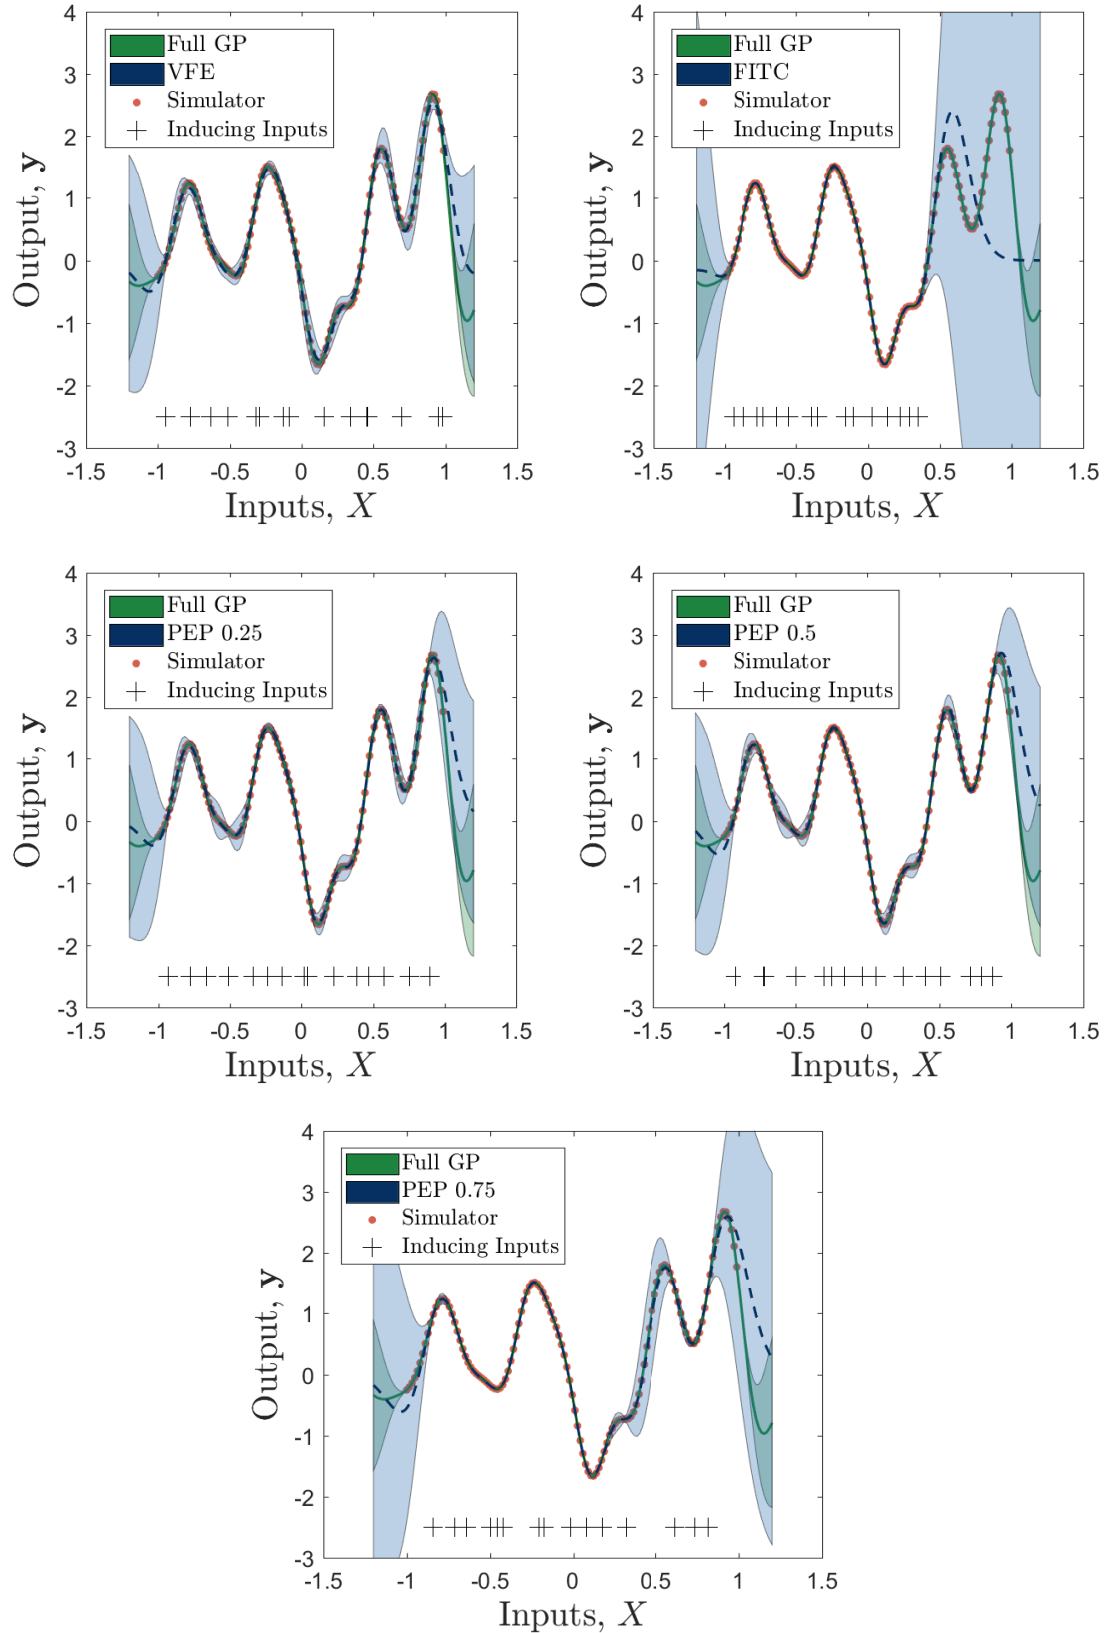 4
3
2
1
0
-1
-2
-3
Output, y
Full GP
VFE
Simulator
Inducing Inputs
-1.5 -1 -0.5 0 0.5 1 1.5
Inputs, X
4
3
2
1
0
-1
-2
-3
Output, y
Full GP
FITC
Simulator
Inducing Inputs
-1.5 -1 -0.5 0 0.5 1 1.5
Inputs, X
4
3
2
1
0
-1
-2
-3
Output, y
Full GP
PEP 0.25
Simulator
Inducing Inputs
-1.5 -1 -0.5 0 0.5 1 1.5
Inputs, X
4
3
2
1
0
-1
-2
-3
Output, y
Full GP
PEP 0.5
Simulator
Inducing Inputs
-1.5 -1 -0.5 0 0.5 1 1.5
Inputs, X
4
3
2
1
0
-1
-2
-3
Output, y
Full GP
PEP 0.75
Simulator
Inducing Inputs
-1.5 -1 -0.5 0 0.5 1 1.5
Inputs, X